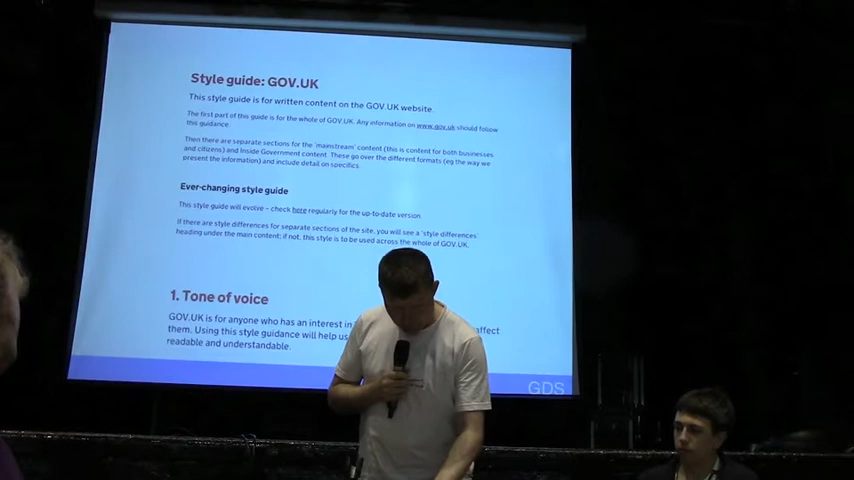 Style guide: GOV.UK
This style guide is for written content on the GOV.UK website.
The first part of this guide is for the whole of GOV.UK. Any information on www.gov.uk should follow
this guidance.
Then there are separate sections for the 'mainstream' content (this is content for both businesses
and citizens) and Inside Government content. These go over the different formats (eg the way we
present the information) and include detail on specifics.
Ever-changing style guide
This style guide will evolve – check here regularly for the up-to-date version.
If there are style differences for separate sections of the site, you will see a 'style differences'
heading under the main content; if not, this style is to be used across the whole of GOV.UK.
1. Tone of voice
GOV.UK is for anyone who has an interest in affect
them. Using this style guidance will help us
readable and understandable.
GDS